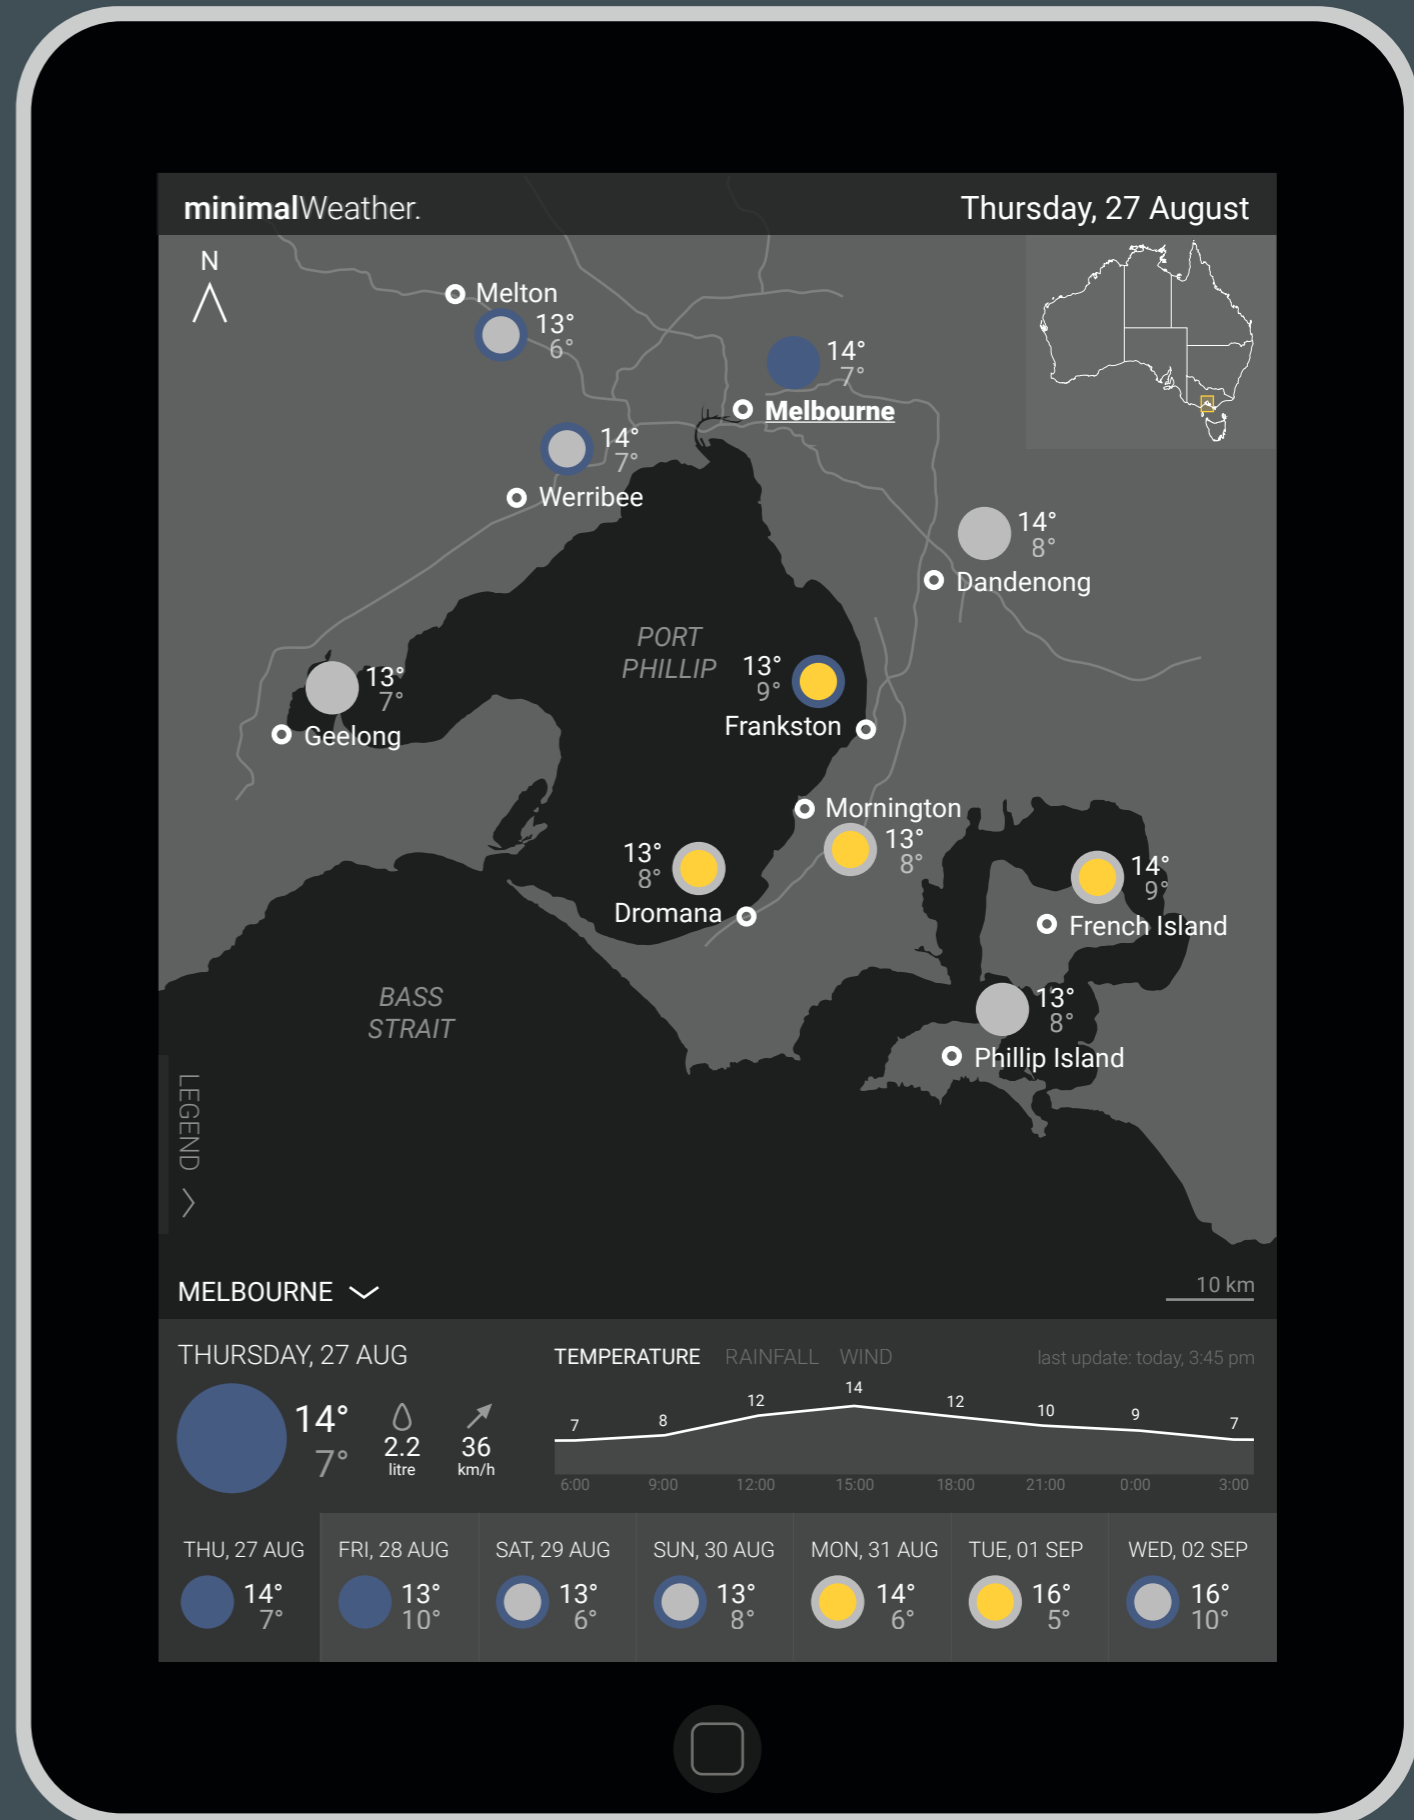 minimalWeather.
Thursday, 27 August
N
Melton
13°
6°
14°
7°
Melbourne
14°
7°
Werribee
14°
8°
Dandenong
PORT
PHILLIP
13°
9°
Frankston
13°
7°
Geelong
Mornington
13°
8°
13°
8°
Dromana
14°
9°
French Island
BASS
STRAIT
13°
8°
Phillip Island
LEGEND
MELBOURNE
10 km
THURSDAY, 27 AUG
TEMPERATURE RAINFALL WIND
last update: today, 3:45 pm
14°
7°
2.2
litre
36
km/h
7 8 12 14 12 10 9 7
6:00 9:00 12:00 15:00 18:00 21:00 0:00 3:00
THU, 27 AUG
14°
7°
FRI, 28 AUG
13°
10°
SAT, 29 AUG
13°
6°
SUN, 30 AUG
13°
8°
MON, 31 AUG
14°
6°
TUE, 01 SEP
16°
5°
WED, 02 SEP
16°
10°